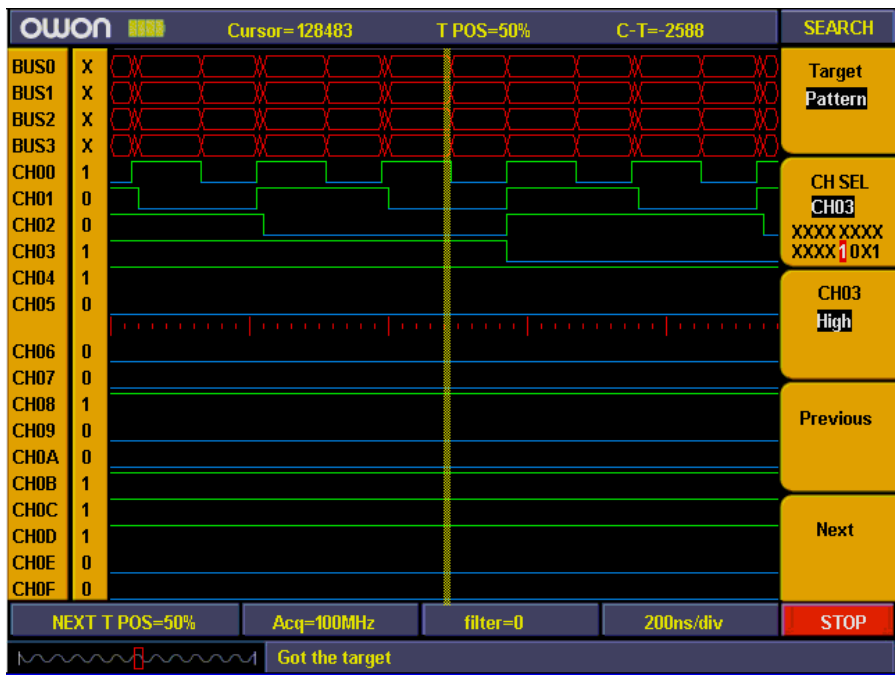 owon Cursor=128483 T POS=50% C-T=-2588 SEARCH
BUS0 X
BUS1 X
BUS2 X
BUS3 X
CH00 1
CH01 0
CH02 0
CH03 1
CH04 1
CH05 0
CH06 0
CH07 0
CH08 1
CH09 0
CH0A 0
CH0B 1
CH0C 1
CH0D 1
CH0E 0
CH0F 0
Target
Pattern
CH SEL
CH03
XXXX XXXX
XXXX 1 0X1
CH03
High
Previous
Next
NEXT T POS=50% Acq=100MHz filter=0 200ns/div STOP
Got the target